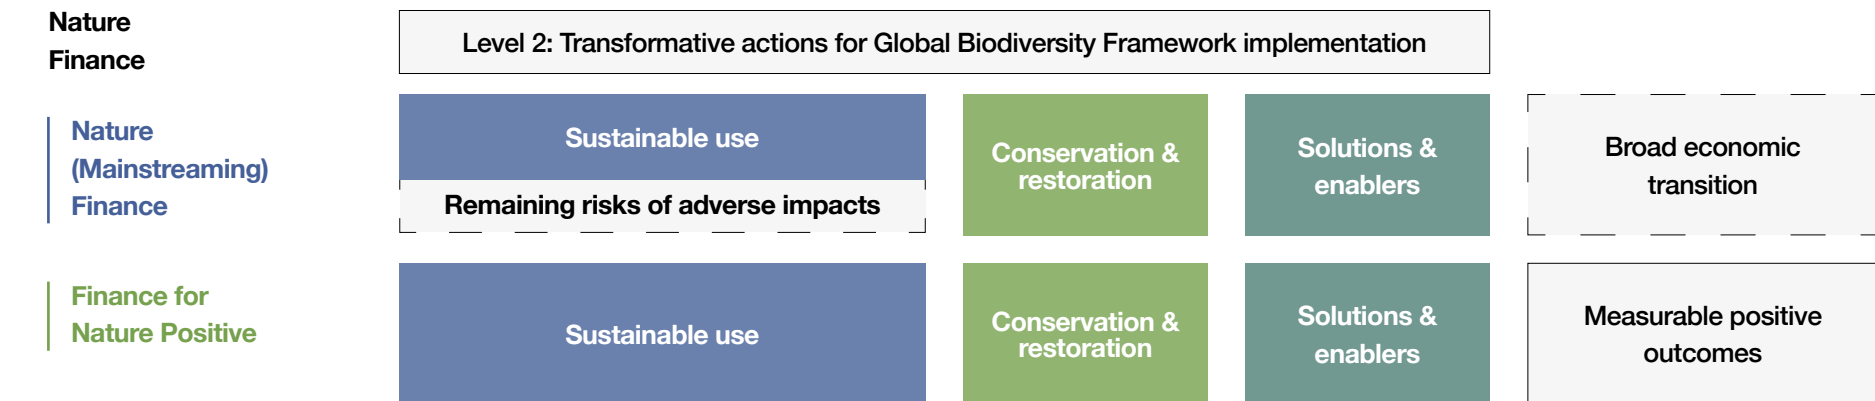 Nature
Finance
Level 2: Transformative actions for Global Biodiversity Framework implementation
Nature
(Mainstreaming)
Finance
Sustainable use
Remaining risks of adverse impacts
Conservation &
restoration
Solutions &
enablers
Broad economic
transition
Finance for
Nature Positive
Sustainable use
Conservation &
restoration
Solutions &
enablers
Measurable positive
outcomes